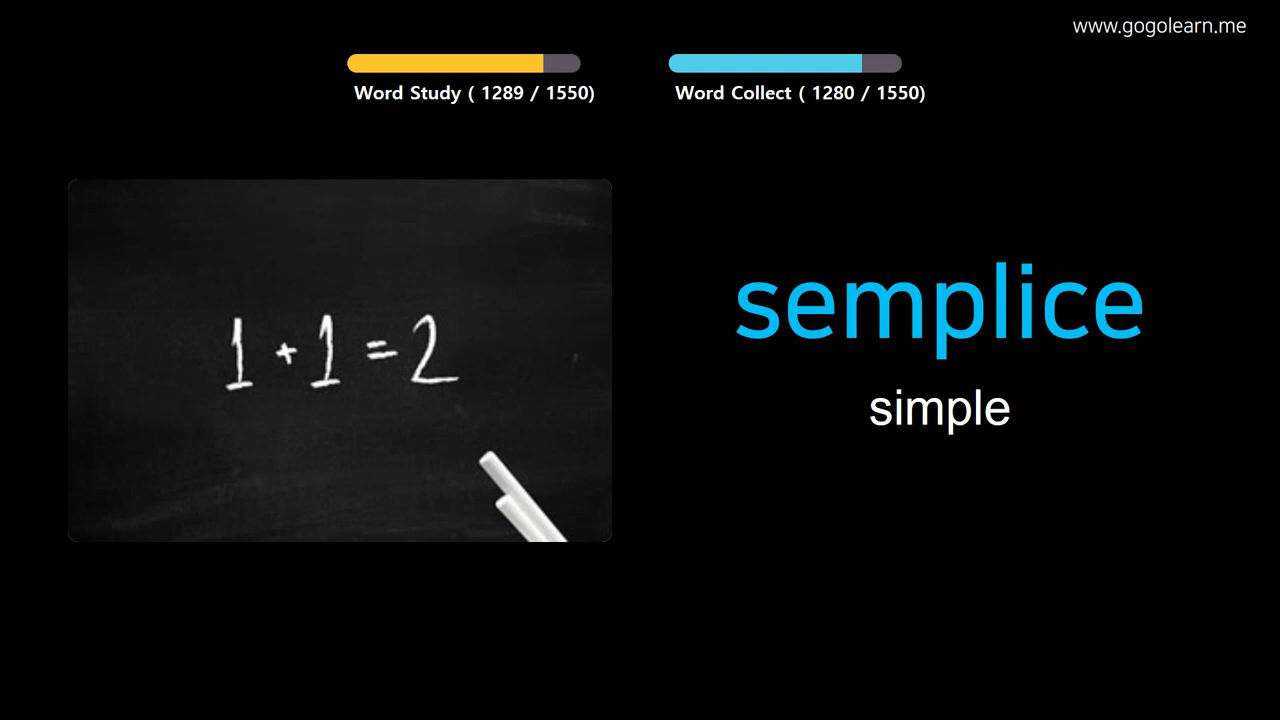 www.gogolearn.me
Word Study ( 1289 / 1550)
Word Collect ( 1280 / 1550)
1 + 1 = 2
semplice
simple